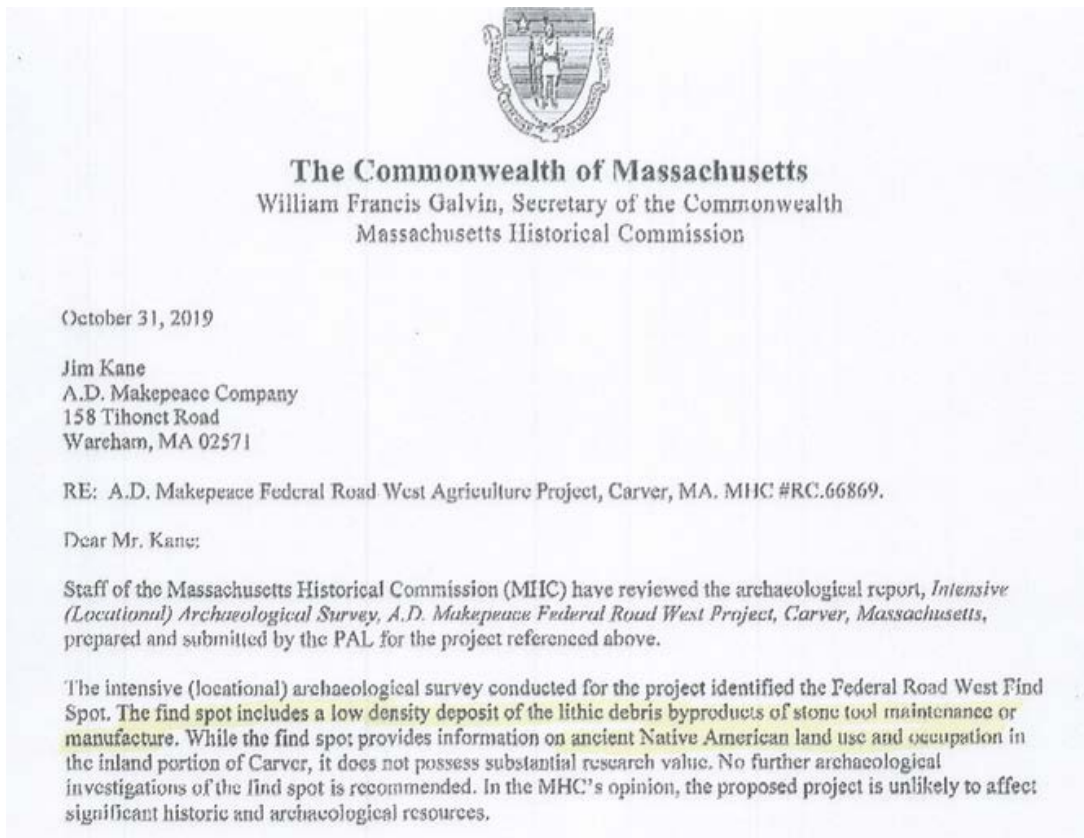 The Commonwealth of Massachusetts
William Francis Galvin, Secretary of the Commonwealth
Massachusetts Historical Commission
October 31, 2019
Jim Kane
A.D. Makepeace Company
158 Tihonet Road
Wareham, MA 02571
RE: A.D. Makepeace Federal Road West Agriculture Project, Carver, MA. MHC #RC.66869.
Dear Mr. Kane:
Staff of the Massachusetts Historical Commission (MHC) have reviewed the archaeological report, Intensive
(Locational) Archaeological Survey, A.D. Makepeace Federal Road West Project, Carver, Massachusetts,
prepared and submitted by the PAL for the project referenced above.
The intensive (locational) archaeological survey conducted for the project identified the Federal Road West Find
Spot. The find spot includes a low density deposit of the lithic debris byproducts of stone tool maintenance or
manufacture. While the find spot provides information on ancient Native American land use and occupation in
the inland portion of Carver, it does not possess substantial research value. No further archaeological
investigations of the find spot is recommended. In the MHC's opinion, the proposed project is unlikely to affect
significant historic and archaeological resources.